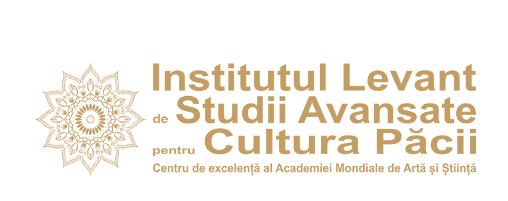 Institutul Levant
de Studii Avansate
pentru Cultura Păcii
Centru de excelență al Academiei Mondiale de Artă și Știință